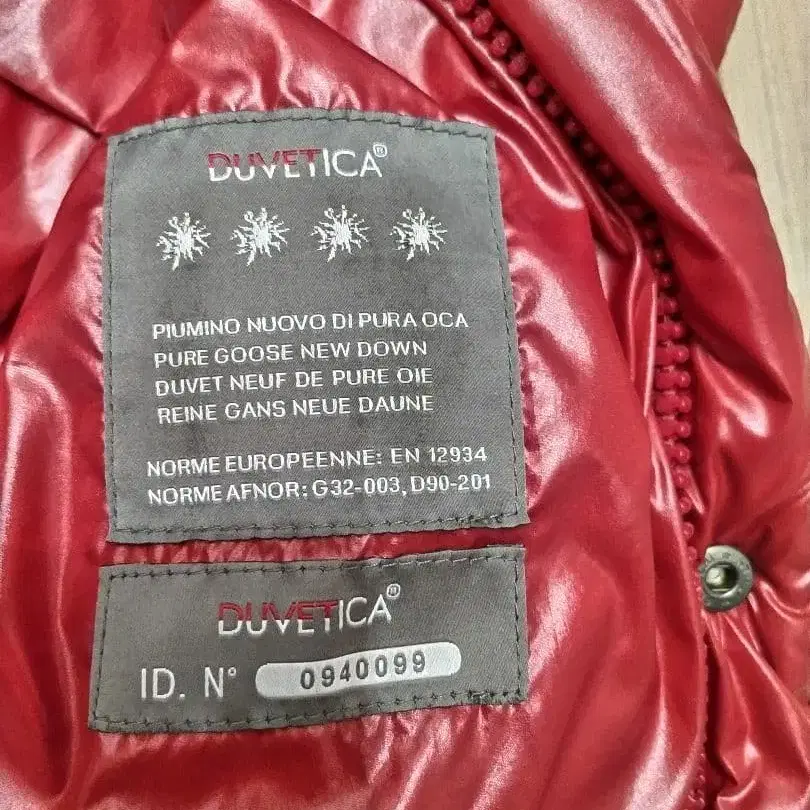 DUVETICA®
PIUMINO NUOVO DI PURA OCA
PURE GOOSE NEW DOWN
DUVET NEUF DE PURE OIE
REINE GANS NEUE DAUNE
NORME EUROPEENNE: EN 12934
NORME AFNOR: G32-003, D90-201
DUVETICA®
ID. N° 0940099